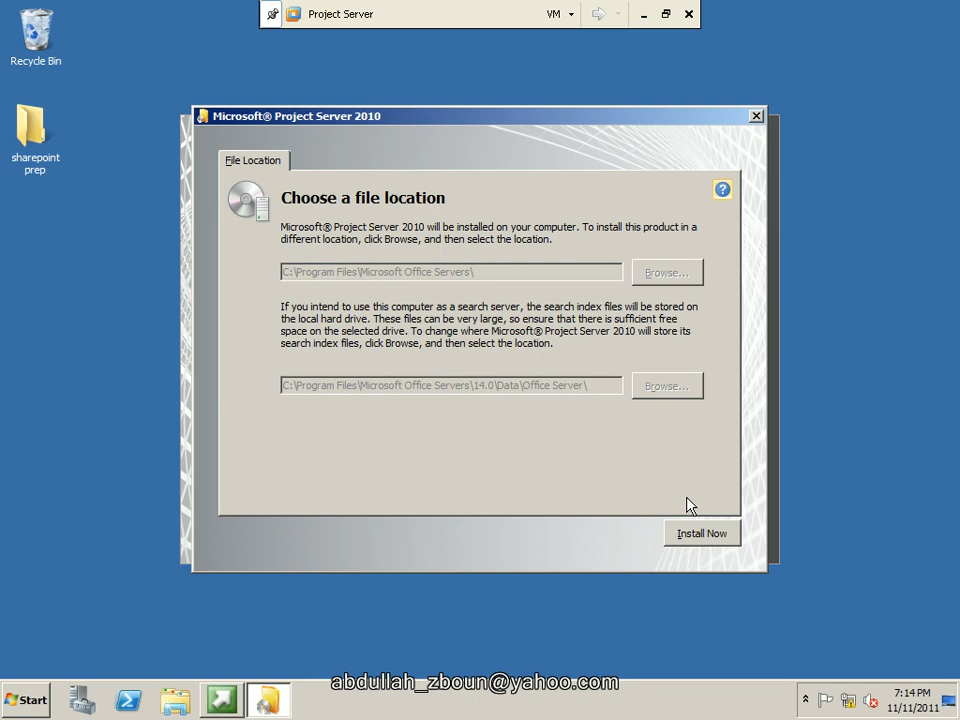 Project Server
VM
Recycle Bin
sharepoint
prep
Microsoft® Project Server 2010
File Location
Choose a file location
Microsoft® Project Server 2010 will be installed on your computer. To install this product in a
different location, click Browse, and then select the location.
C:\Program Files\Microsoft Office Servers\
Browse...
If you intend to use this computer as a search server, the search index files will be stored on
the local hard drive. These files can be very large, so ensure that there is sufficient free
space on the selected drive. To change where Microsoft® Project Server 2010 will store its
search index files, click Browse, and then select the location.
C:\Program Files\Microsoft Office Servers\14.0\Data\Office Server\
Browse...
Install Now
abdullah_zboun@yahoo.com
Start
7:14 PM
11/11/2011